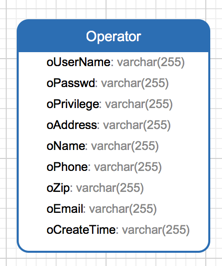 Operator
oUserName: varchar(255)
oPasswd: varchar(255)
oPrivilege: varchar(255)
oAddress: varchar(255)
oName: varchar(255)
oPhone: varchar(255)
oZip: varchar(255)
oEmail: varchar(255)
oCreateTime: varchar(255)